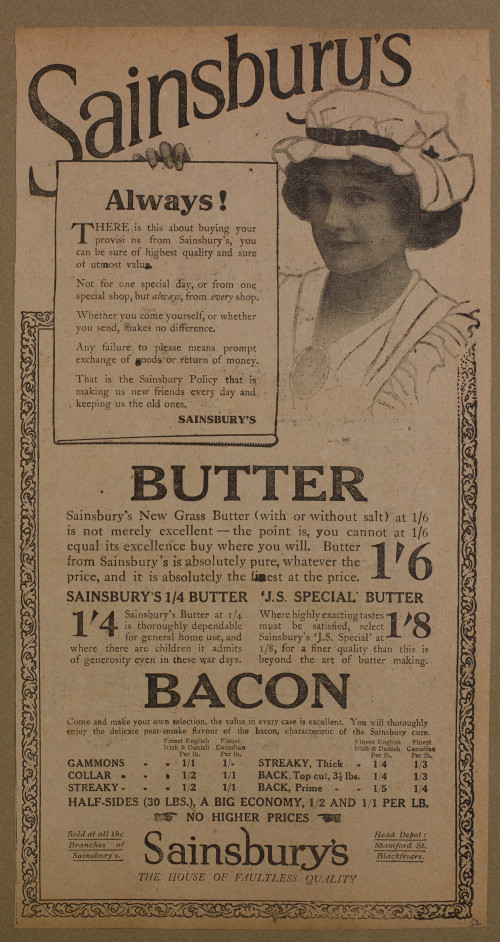 Sainsbury's
Always!
THERE is this about buying your
provisi ns from Sainsbury's, you
can be sure of highest quality and sure
of utmost value.
Not for one special day, or from one
special shop, but always, from every shop.
Whether you come yourself, or whether
you send, makes no difference.
Any failure to please means prompt
exchange of goods or return of money.
That is the Sainsbury Policy that is
making us new friends every day and
keeping us the old ones.
SAINSBURY'S
BUTTER
Sainsbury's New Grass Butter (with or without salt) at 1/6
is not merely excellent — the point is, you cannot at 1/6
equal its excellence buy where you will. Butter
from Sainsbury's is absolutely pure, whatever the
price, and it is absolutely the finest at the price.
1'6
SAINSBURY'S 1/4 BUTTER
1'4
Sainsbury's Butter at 1/4
is thoroughly dependable
for general home use, and
where there are children it admits
of generosity even in these war days.
'J.S. SPECIAL' BUTTER
Where highly exacting tastes
must be satisfied, select
Sainsbury's 'J.S. Special' at
1/8, for a finer quality than this is
beyond the art of butter making.
1'8
BACON
Come and make your own selection, the value in every case is excellent. You will thoroughly
enjoy the delicate peat-smoke flavour of the bacon, characteristic of the Sainsbury cure.
Finest English Irish & Danish Per lb. Finest Canadian Per lb.
GAMMONS - - 1/1 1/-
COLLAR - - 1/2 1/1
STREAKY - - 1/2 1/1
Finest English Irish & Danish Per lb. Finest Canadian Per lb.
STREAKY, Thick - 1/4 1/3
BACK, Top cut, 3½ lbs. 1/4 1/3
BACK, Prime - - 1/5 1/4
HALF-SIDES (30 LBS.), A BIG ECONOMY, 1/2 AND 1/1 PER LB.
NO HIGHER PRICES
Sold at all the
Branches of
Sainsbury's.
Sainsbury's
Head Depot:
Stamford St.
Blackfriars.
THE HOUSE OF FAULTLESS QUALITY
52